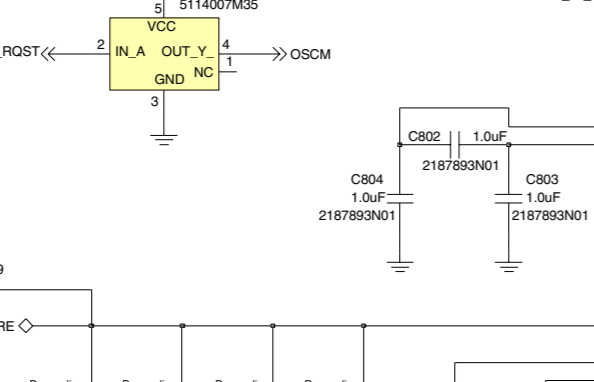 5
5114007M35
VCC
_RQST
2
IN_A
OUT_Y_
4
OSCM
NC
1
GND
3
C802
1.0uF
2187893N01
C804
1.0uF
2187893N01
C803
1.0uF
2187893N01
9
RE